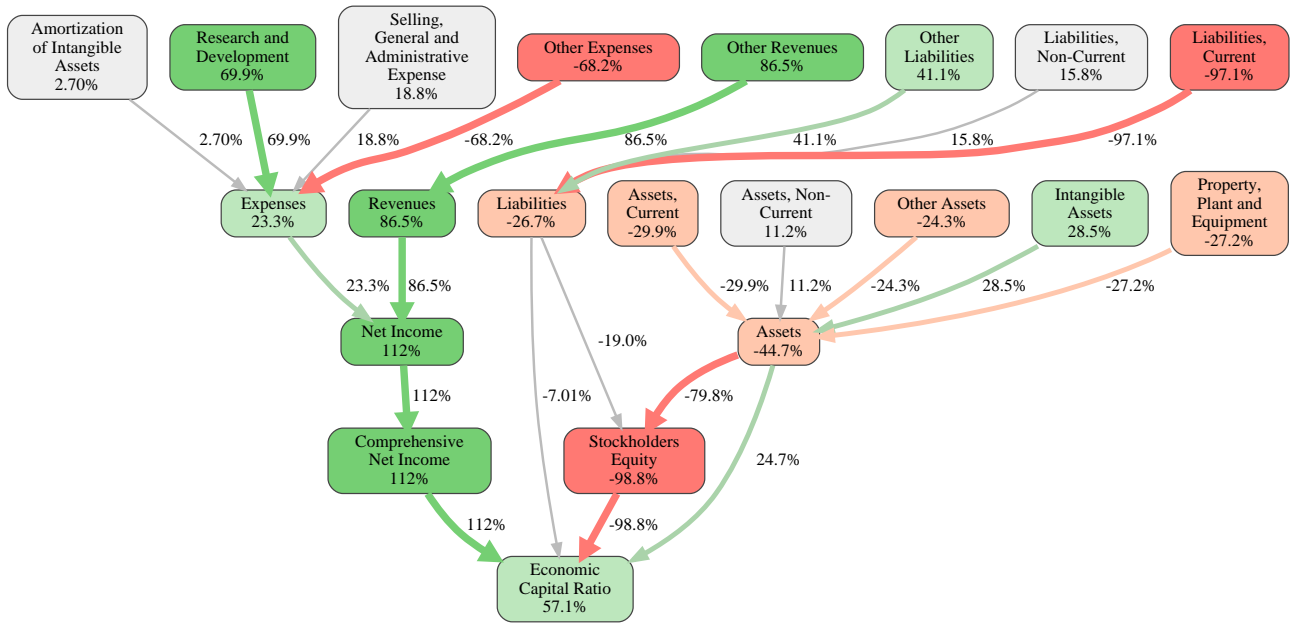 Amortization
of Intangible
Assets
2.70%
Research and
Development
69.9%
Selling,
General and
Administrative
Expense
18.8%
Other Expenses
-68.2%
Other Revenues
86.5%
Other
Liabilities
41.1%
Liabilities,
Non-Current
15.8%
Liabilities,
Current
-97.1%
2.70%
69.9%
18.8%
-68.2%
86.5%
41.1%
15.8%
-97.1%
Expenses
23.3%
Revenues
86.5%
Liabilities
-26.7%
Assets,
Current
-29.9%
Assets, Non-
Current
11.2%
Other Assets
-24.3%
Intangible
Assets
28.5%
Property,
Plant and
Equipment
-27.2%
23.3%
86.5%
-29.9%
11.2%
-24.3%
28.5%
-27.2%
Net Income
112%
-19.0%
Assets
-44.7%
112%
-7.01%
-79.8%
Comprehensive
Net Income
112%
Stockholders
Equity
-98.8%
24.7%
112%
-98.8%
Economic
Capital Ratio
57.1%